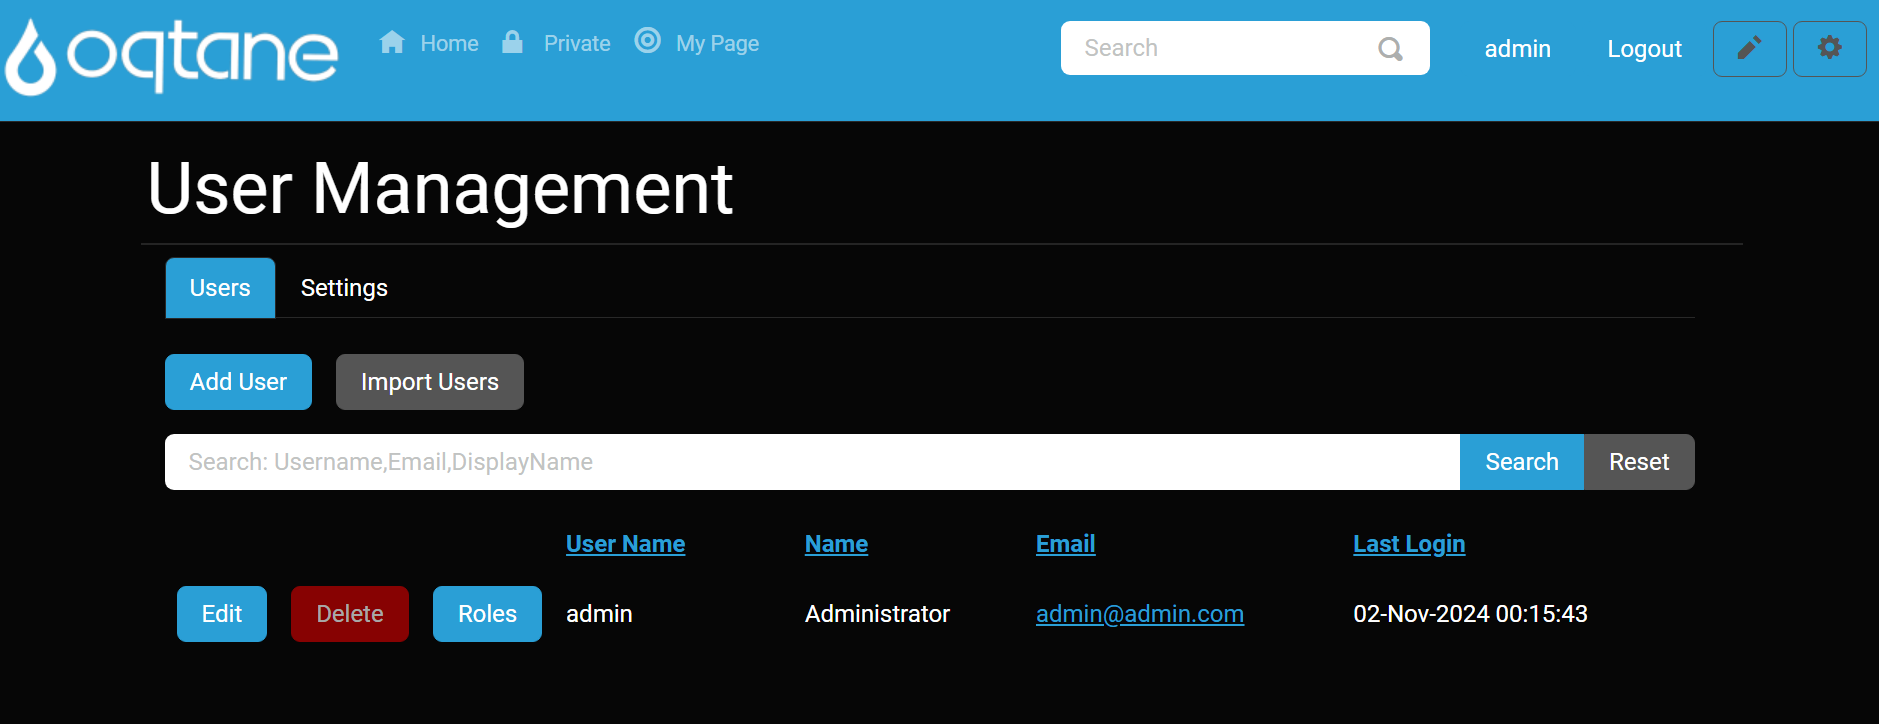 oqtane Home Private My Page Search admin Logout
User Management
Users Settings
Add User Import Users
Search: Username,Email,DisplayName Search Reset
User Name Name Email Last Login
Edit Delete Roles admin Administrator admin@admin.com 02-Nov-2024 00:15:43